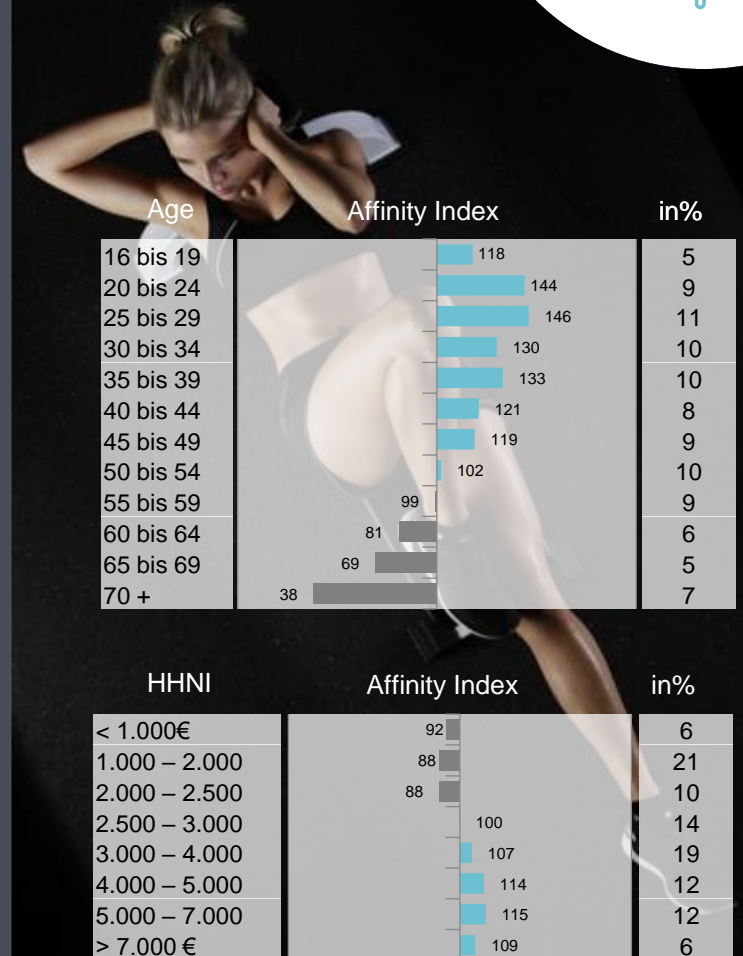 Age Affinity Index in%
16 bis 19 118 5
20 bis 24 144 9
25 bis 29 146 11
30 bis 34 130 10
35 bis 39 133 10
40 bis 44 121 8
45 bis 49 119 9
50 bis 54 102 10
55 bis 59 99 9
60 bis 64 81 6
65 bis 69 69 5
70 + 38 7
HHNI Affinity Index in%
< 1.000€ 92 6
1.000 – 2.000 88 21
2.000 – 2.500 88 10
2.500 – 3.000 100 14
3.000 – 4.000 107 19
4.000 – 5.000 114 12
5.000 – 7.000 115 12
> 7.000 € 109 6